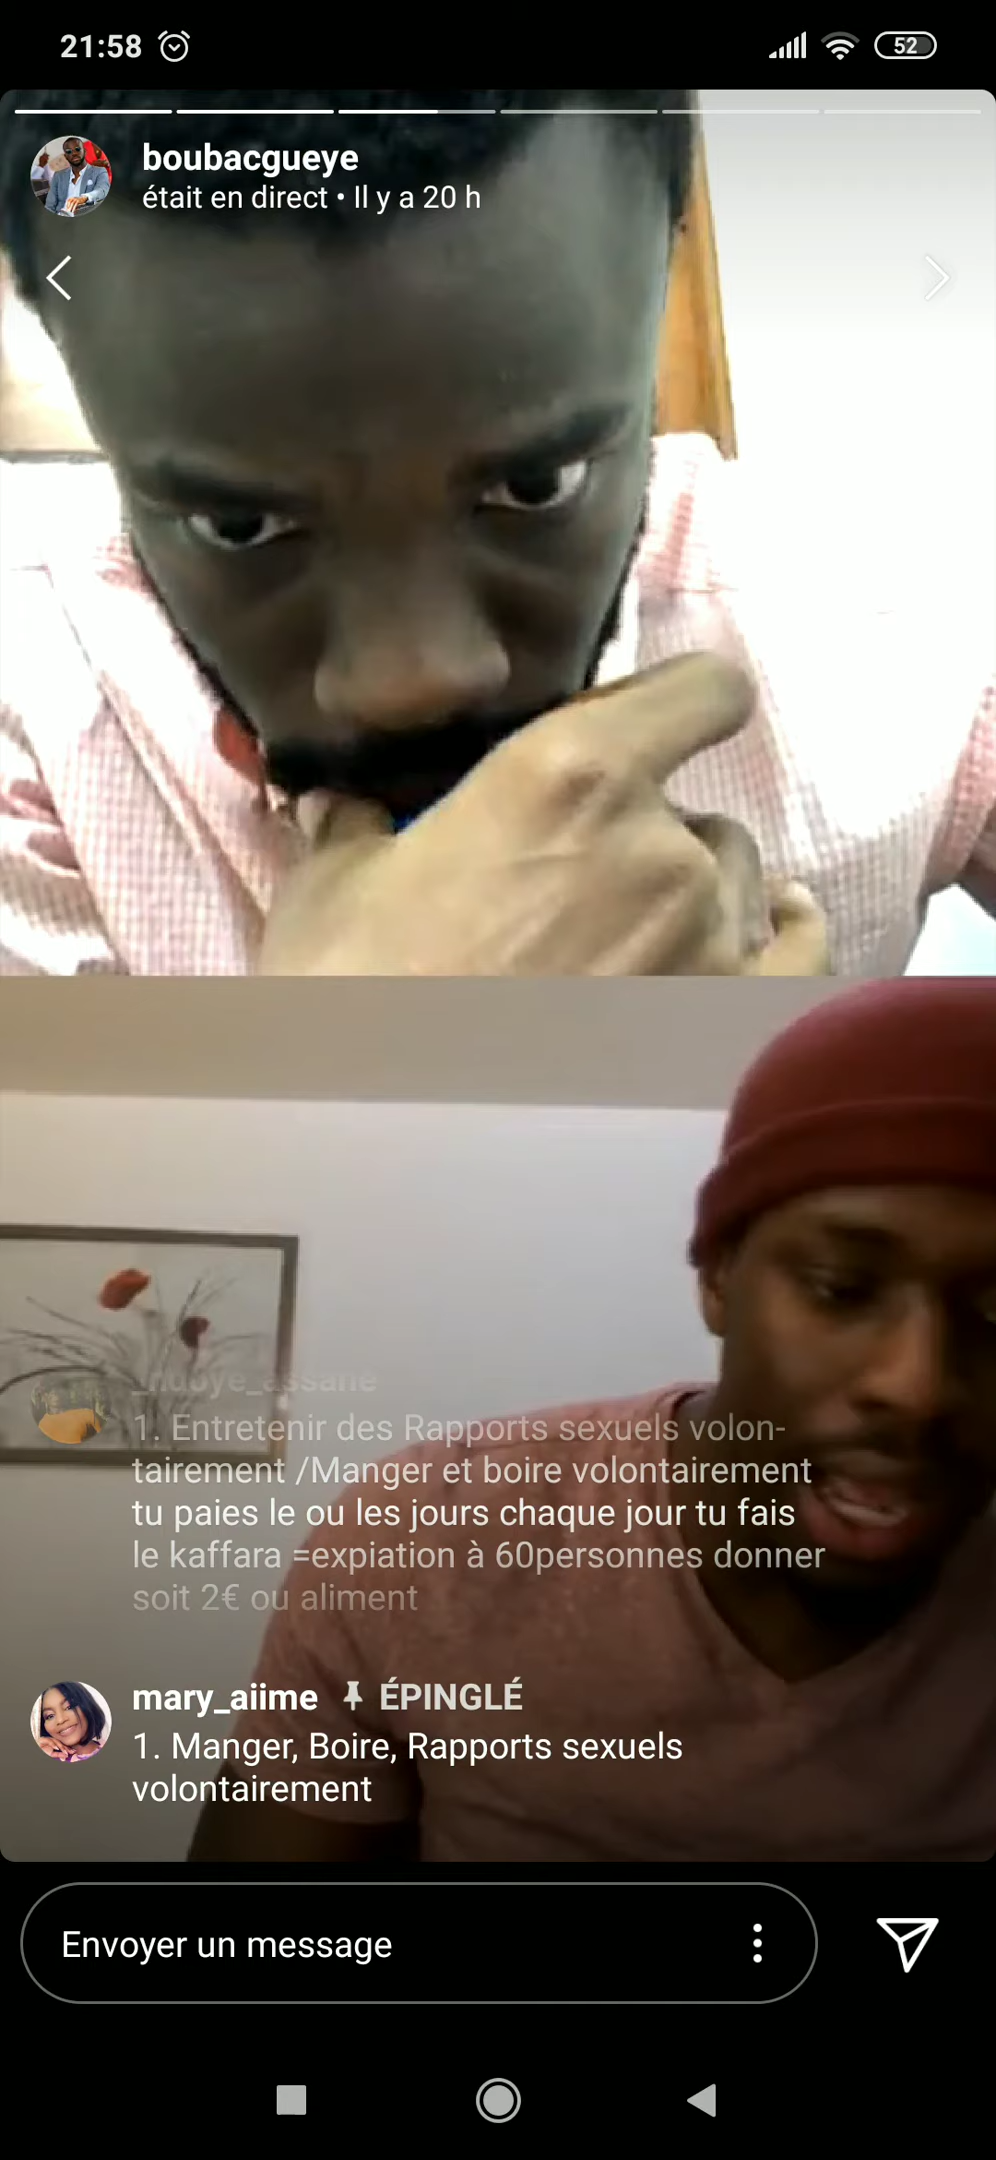 21:58
52
boubacgueye
était en direct • Il y a 20 h
_ndoye_assane
1. Entretenir des Rapports sexuels volon-
tairement /Manger et boire volontairement
tu paies le ou les jours chaque jour tu fais
le kaffara =expiation à 60personnes donner
soit 2€ ou aliment
mary_aiime ÉPINGLÉ
1. Manger, Boire, Rapports sexuels
volontairement
Envoyer un message